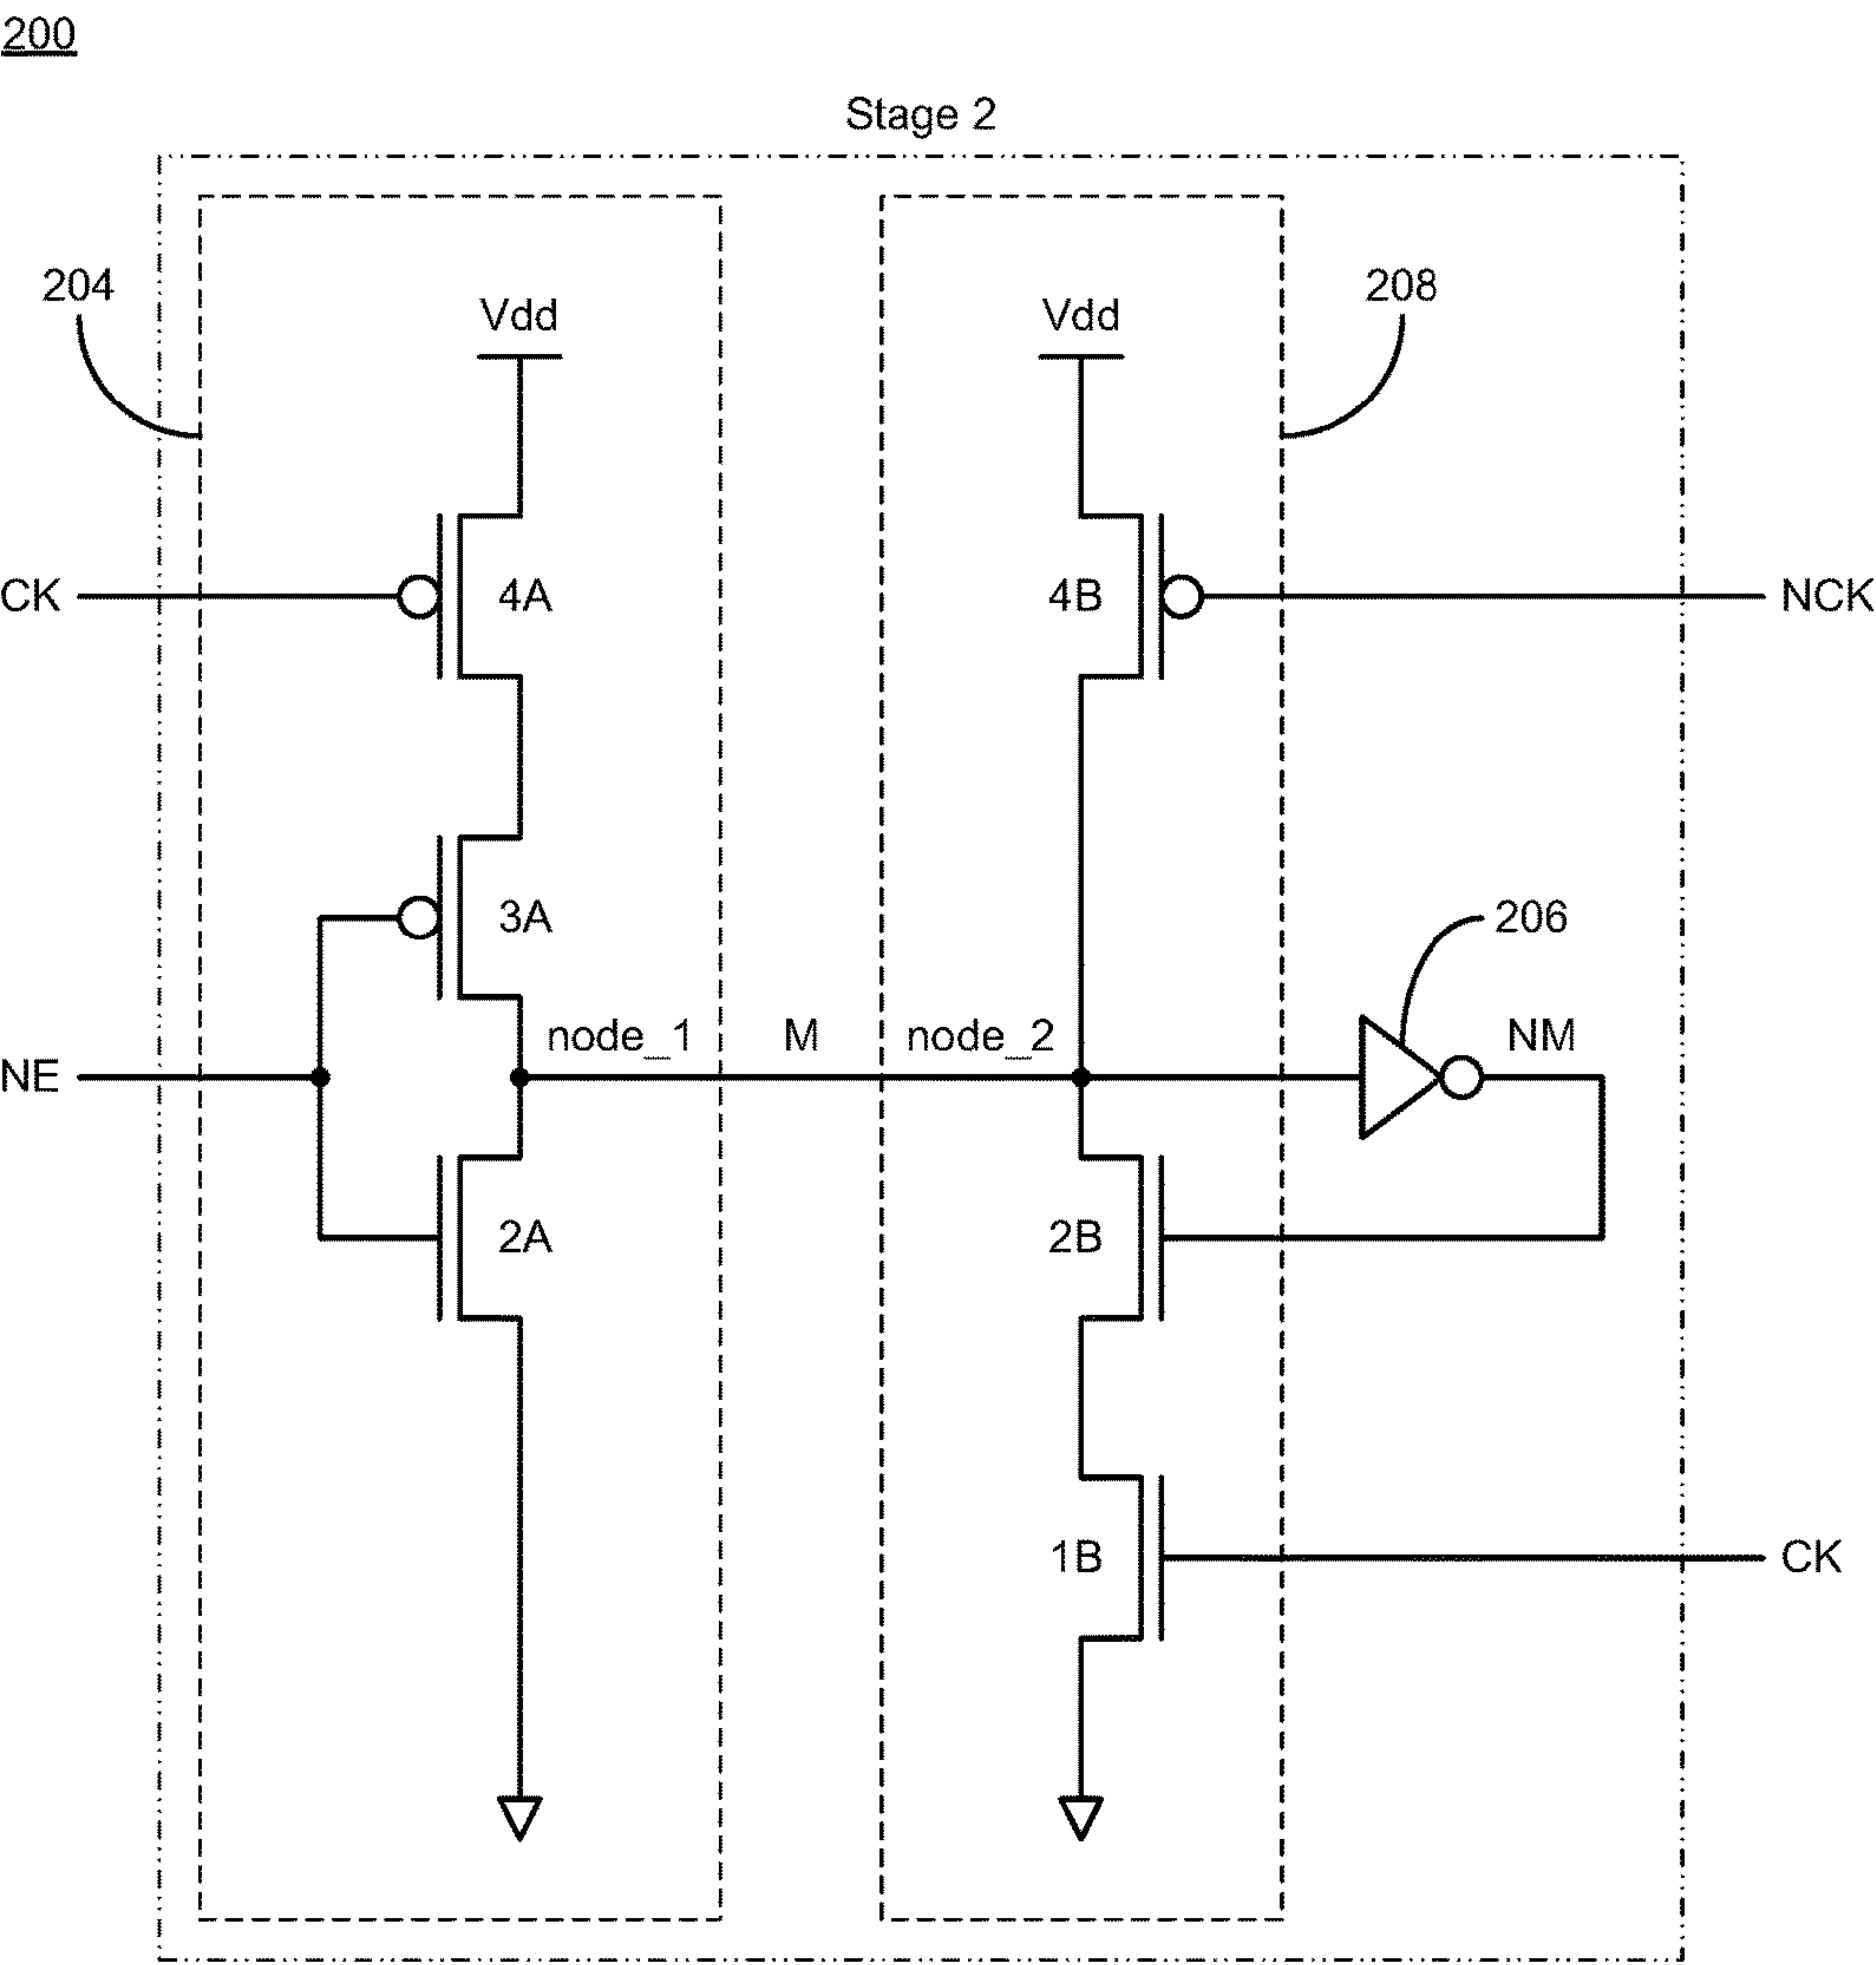 200
Stage 2
204
208
Vdd
Vdd
CK
4A
4B
NCK
3A
206
NE
node_1
M
node_2
NM
2A
2B
1B
CK